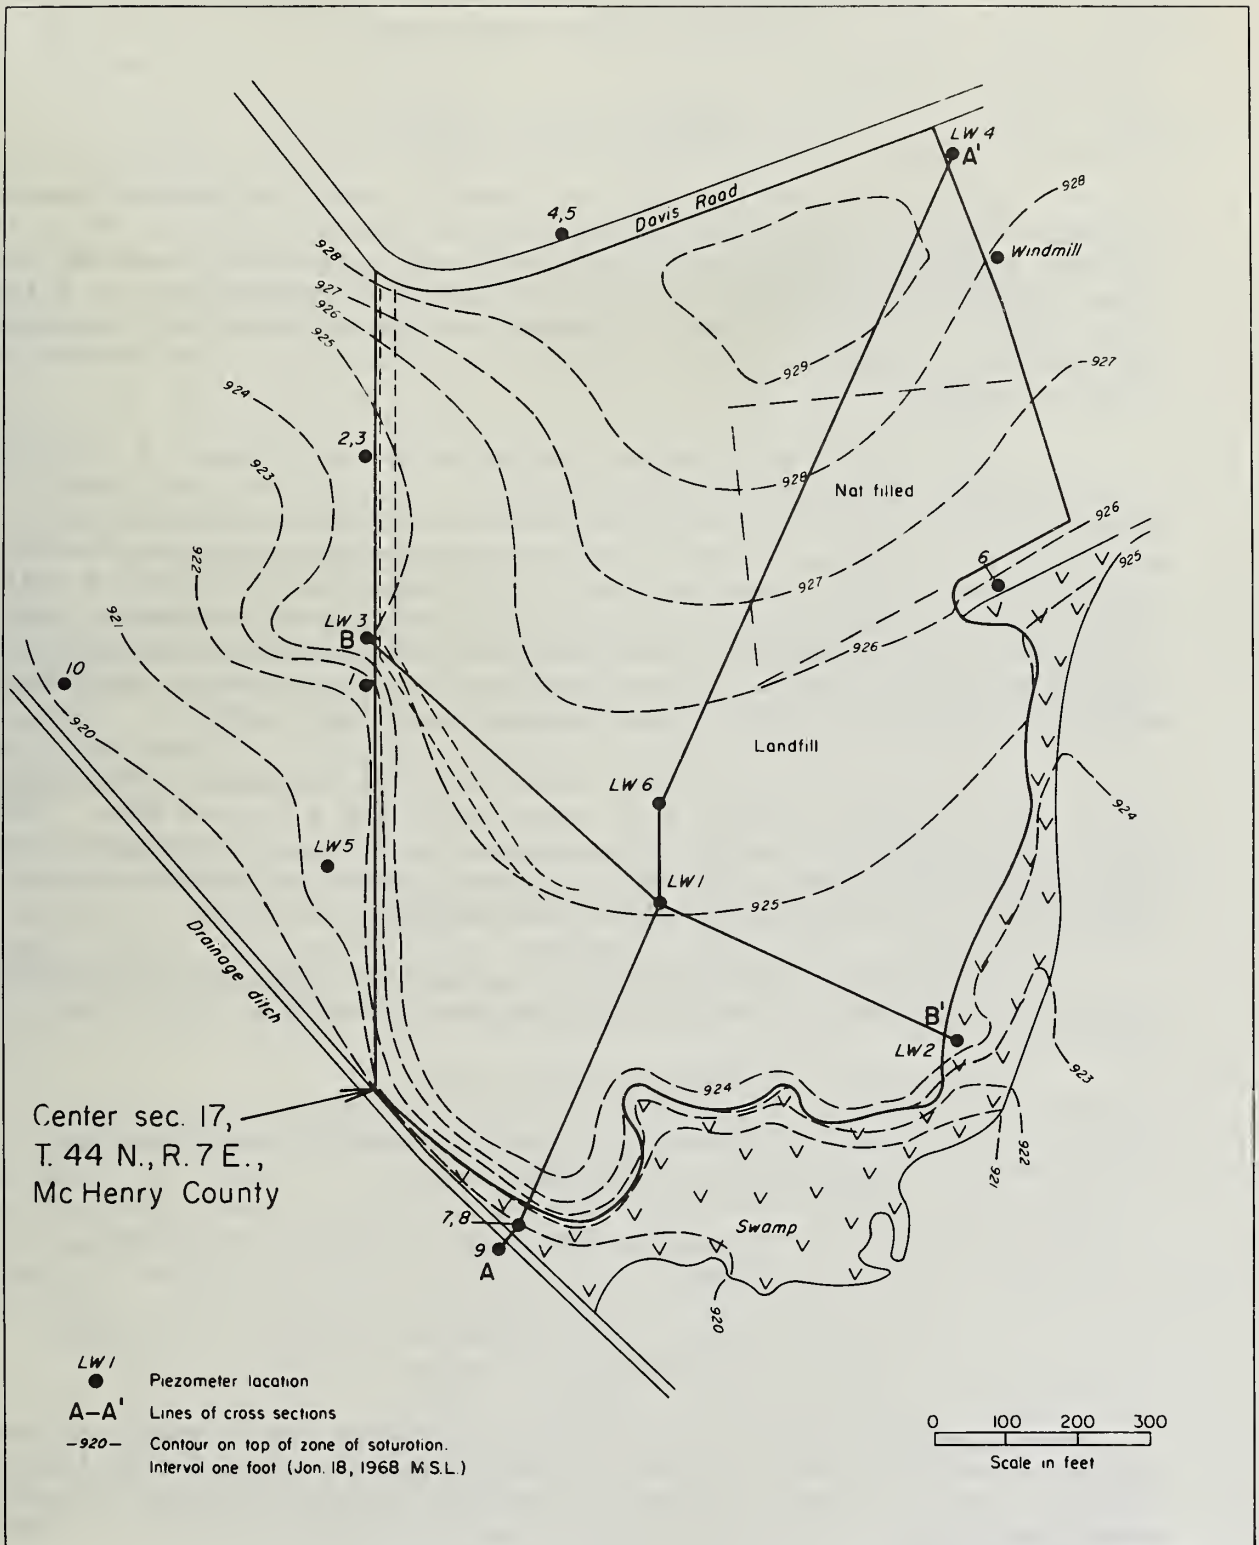 LW 4
A'
928
Davis Road
4,5
Windmill
928
927
926
925
929
927
924
2,3
923
928
Not filled
926
922
925
927
6
921
LW 3
B
926
10
1
920
Landfill
924
LW 6
LW 5
LW 1
925
Drainage ditch
B'
LW 2
923
924
Center sec. 17,
T. 44 N., R. 7 E.,
Mc Henry County
922
921
7,8
Swamp
9
A
920
LW 1
Piezometer location
A–A' Lines of cross sections
–920– Contour on top of zone of saturation.
Interval one foot (Jan. 18, 1968 M.S.L.)
0 100 200 300
Scale in feet